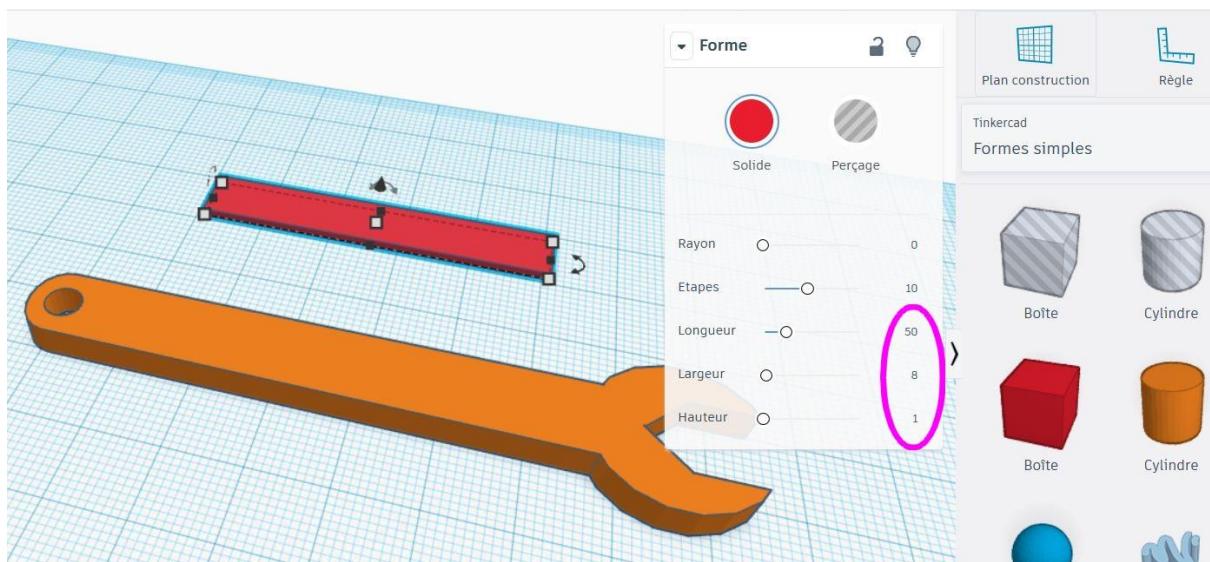 Forme
Solide
Perçage
Rayon 0
Etapes 10
Longueur 50
Largeur 8
Hauteur 1
Plan construction
Règle
Tinkercad
Formes simples
Boîte
Cylindre
Boîte
Cylindre